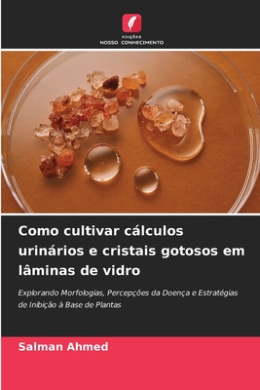 edições
NOSSO CONHECIMENTO
Como cultivar cálculos
urinários e cristais gotosos em
lâminas de vidro
Explorando Morfologias, Percepções da Doença e Estratégias
de Inibição à Base de Plantas
Salman Ahmed